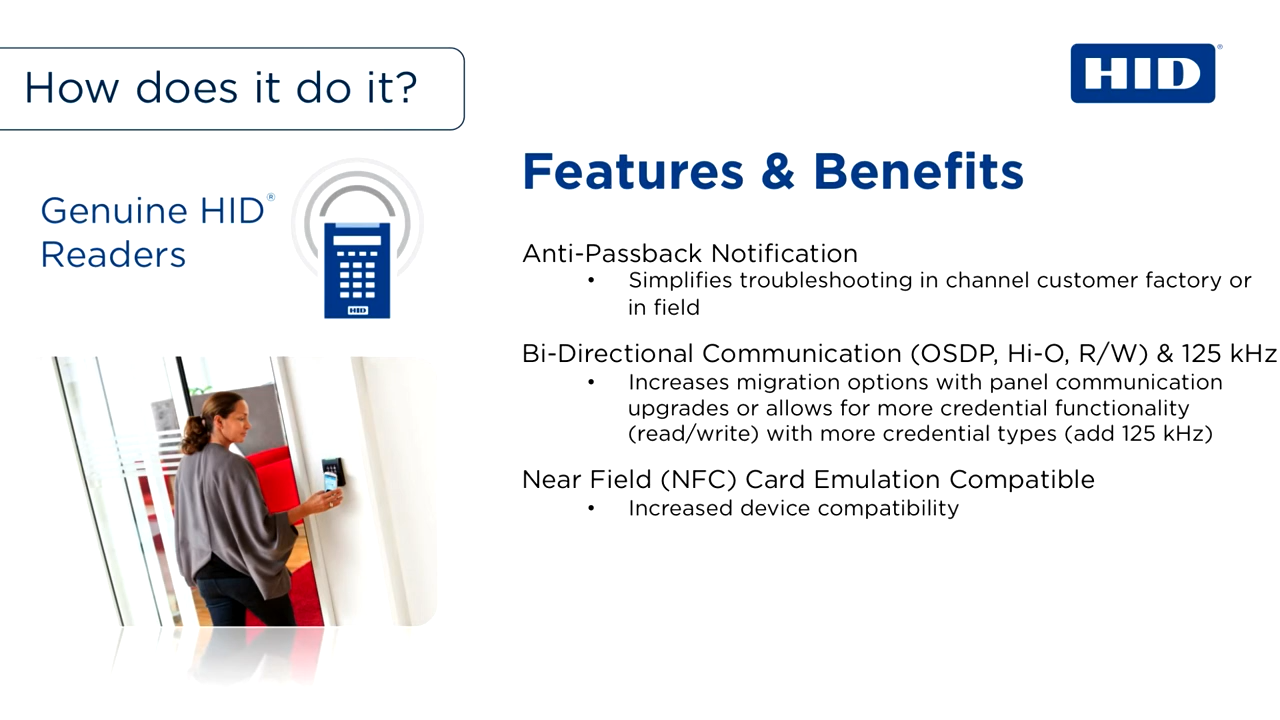 How does it do it?
HID®
Genuine HID®
Readers
HID
Features & Benefits
Anti-Passback Notification
• Simplifies troubleshooting in channel customer factory or
in field
Bi-Directional Communication (OSDP, Hi-O, R/W) & 125 kHz
• Increases migration options with panel communication
upgrades or allows for more credential functionality
(read/write) with more credential types (add 125 kHz)
Near Field (NFC) Card Emulation Compatible
• Increased device compatibility